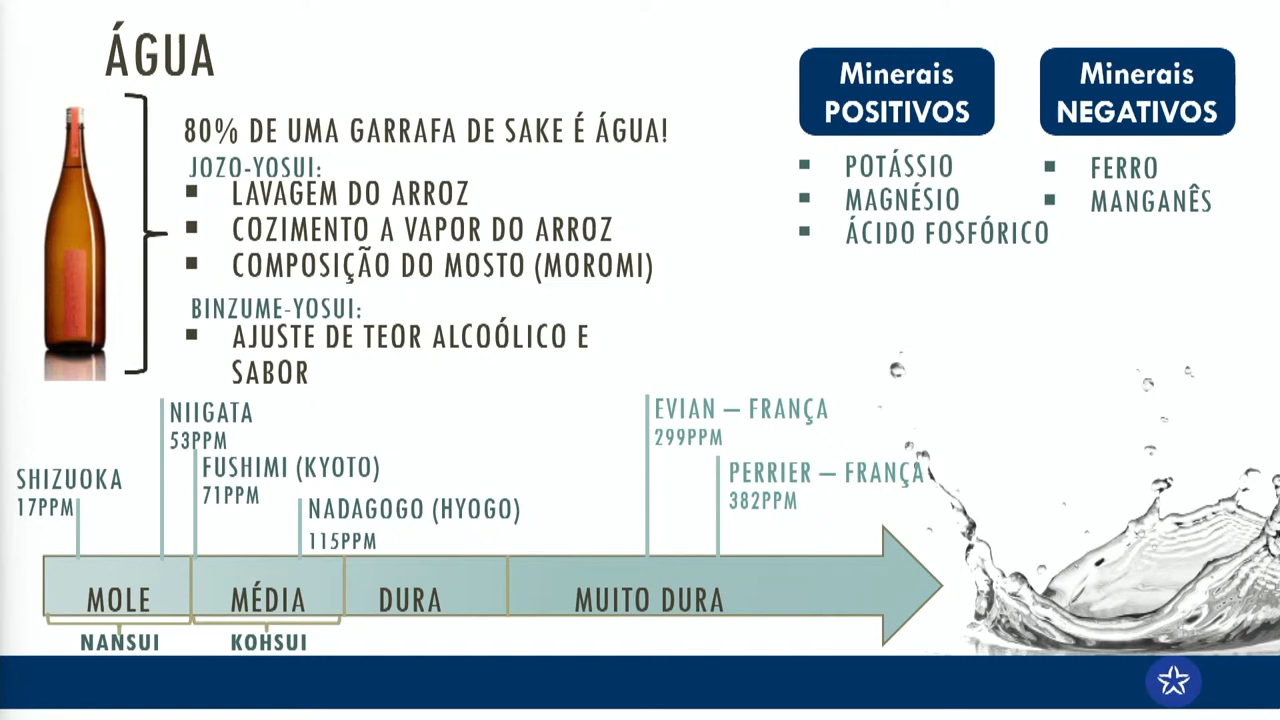 ÁGUA
80% DE UMA GARRAFA DE SAKE É ÁGUA!
JOZO-YOSUI:
▪ LAVAGEM DO ARROZ
▪ COZIMENTO A VAPOR DO ARROZ
▪ COMPOSIÇÃO DO MOSTO (MOROMI)
BINZUME-YOSUI:
▪ AJUSTE DE TEOR ALCOÓLICO E
SABOR
Minerais
POSITIVOS
▪ POTÁSSIO
▪ MAGNÉSIO
▪ ÁCIDO FOSFÓRICO
Minerais
NEGATIVOS
▪ FERRO
▪ MANGANÊS
SHIZUOKA
17PPM
NIIGATA
53PPM
FUSHIMI (KYOTO)
71PPM
NADAGOGO (HYOGO)
115PPM
EVIAN – FRANÇA
299PPM
PERRIER – FRANÇA
382PPM
MOLE
MÉDIA
DURA
MUITO DURA
NANSUI
KOHSUI